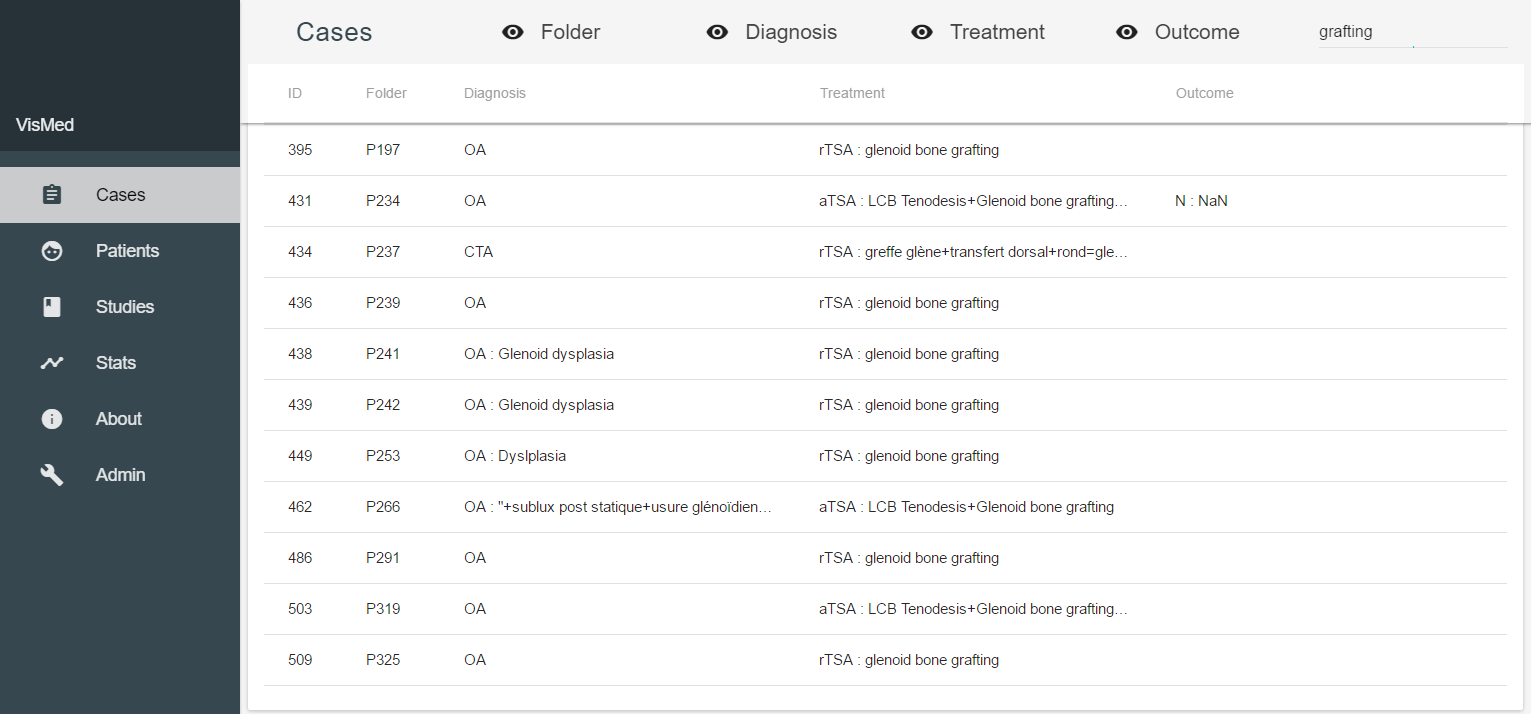 VisMed
Cases
Patients
Studies
Stats
About
Admin
Cases Folder Diagnosis Treatment Outcome grafting
ID Folder Diagnosis Treatment Outcome
395 P197 OA rTSA : glenoid bone grafting
431 P234 OA aTSA : LCB Tenodesis+Glenoid bone grafting… N : NaN
434 P237 CTA rTSA : greffe glène+transfert dorsal+rond=gle…
436 P239 OA rTSA : glenoid bone grafting
438 P241 OA : Glenoid dysplasia rTSA : glenoid bone grafting
439 P242 OA : Glenoid dysplasia rTSA : glenoid bone grafting
449 P253 OA : Dyslplasia rTSA : glenoid bone grafting
462 P266 OA : "+sublux post statique+usure glénoïdien… aTSA : LCB Tenodesis+Glenoid bone grafting
486 P291 OA rTSA : glenoid bone grafting
503 P319 OA aTSA : LCB Tenodesis+Glenoid bone grafting…
509 P325 OA rTSA : glenoid bone grafting